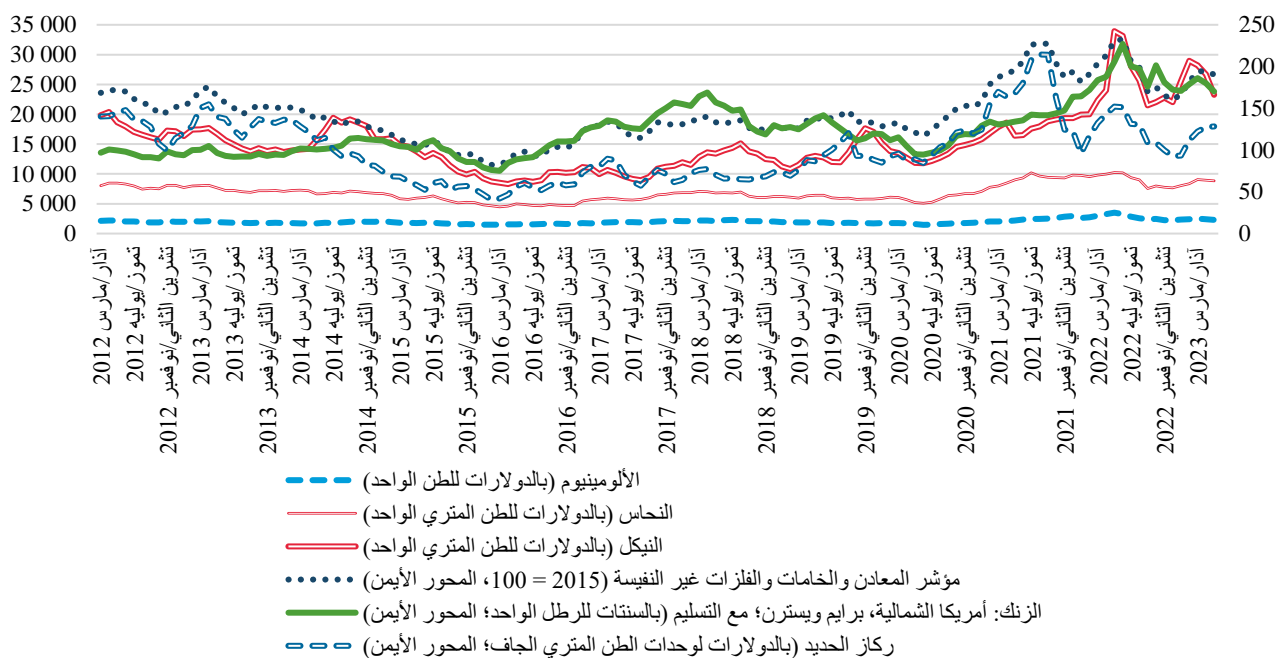 35 000
30 000
25 000
20 000
15 000
10 000
5 000
0
250
200
150
100
50
0
آذار/مارس 2012
تموز/يوليه 2012
تشرين الثاني/نوفمبر 2012
آذار/مارس 2013
تموز/يوليه 2013
تشرين الثاني/نوفمبر 2013
آذار/مارس 2014
تموز/يوليه 2014
تشرين الثاني/نوفمبر 2014
آذار/مارس 2015
تموز/يوليه 2015
تشرين الثاني/نوفمبر 2015
آذار/مارس 2016
تموز/يوليه 2016
تشرين الثاني/نوفمبر 2016
آذار/مارس 2017
تموز/يوليه 2017
تشرين الثاني/نوفمبر 2017
آذار/مارس 2018
تموز/يوليه 2018
تشرين الثاني/نوفمبر 2018
آذار/مارس 2019
تموز/يوليه 2019
تشرين الثاني/نوفمبر 2019
آذار/مارس 2020
تموز/يوليه 2020
تشرين الثاني/نوفمبر 2020
آذار/مارس 2021
تموز/يوليه 2021
تشرين الثاني/نوفمبر 2021
آذار/مارس 2022
تموز/يوليه 2022
تشرين الثاني/نوفمبر 2022
آذار/مارس 2023
الألومينيوم (بالدولارات للطن الواحد)
النحاس (بالدولارات للطن المتري الواحد)
النيكل (بالدولارات للطن المتري الواحد)
مؤشر المعادن والخامات والفلزات غير النفيسة (2015 = 100، المحور الأيمن)
الزنك: أمريكا الشمالية، برايم ويسترن؛ مع التسليم (بالسنتات للرطل الواحد؛ المحور الأيمن)
ركاز الحديد (بالدولارات لوحدات الطن المتري الجاف؛ المحور الأيمن)